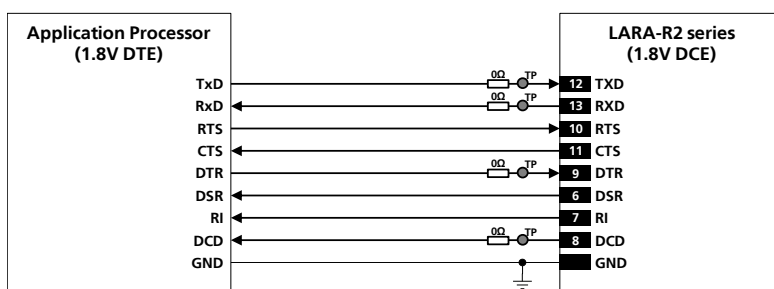 Application Processor
(1.8V DTE)
LARA-R2 series
(1.8V DCE)
TxD 0Ω TP 12 TXD
RxD 0Ω TP 13 RXD
RTS 10 RTS
CTS 11 CTS
DTR 0Ω TP 9 DTR
DSR 6 DSR
RI 7 RI
DCD 0Ω TP 8 DCD
GND GND